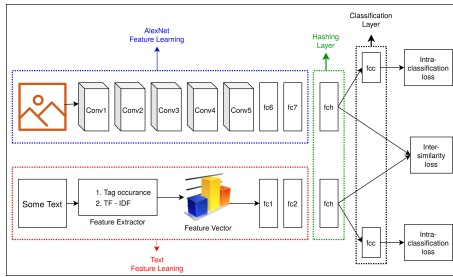 AlexNet
Feature Learning
Hashing
Layer
Classification
Layer
Conv1
Conv2
Conv3
Conv4
Conv5
fc6
fc7
fch
fcc
Intra-
classification
loss
Inter-
similarity
loss
Some Text
1. Tag occurance
2. TF - IDF
Feature Extractor
Feature Vector
fc1
fc2
fch
fcc
Intra-
classification
loss
Text
Feature Leaning